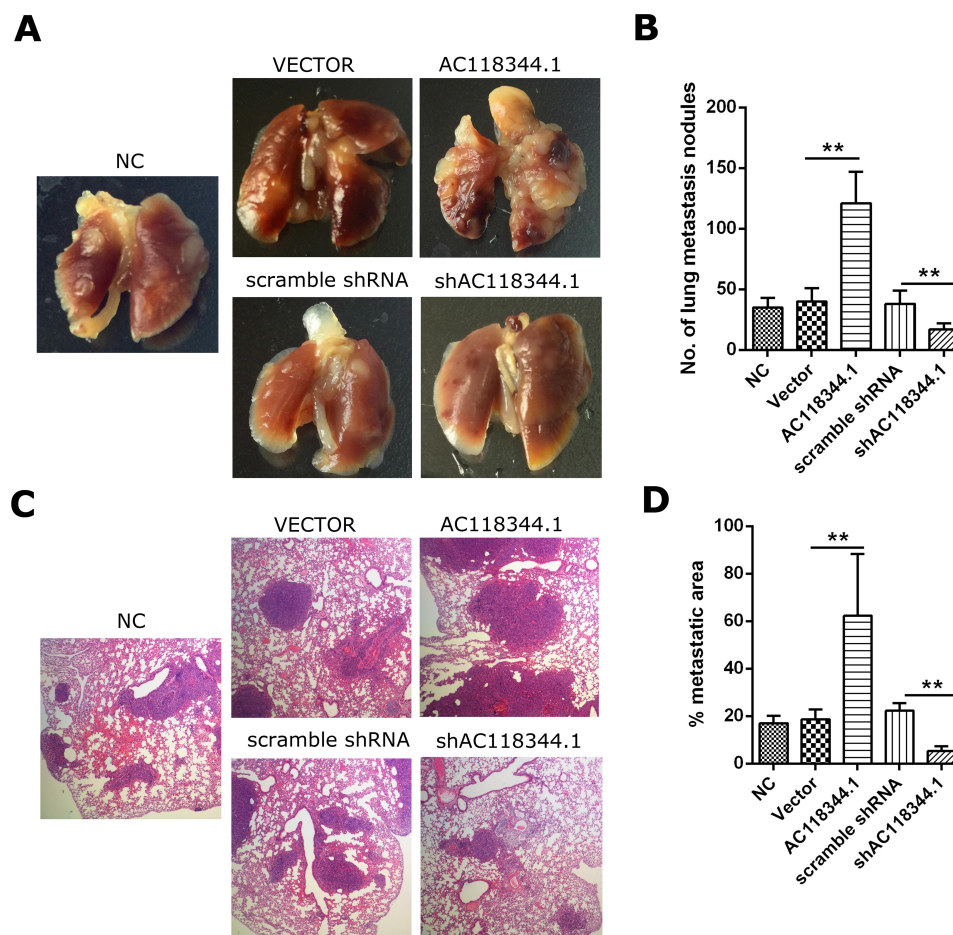 A
VECTOR
AC118344.1
NC
scramble shRNA
shAC118344.1
B
No. of lung metastasis nodules
200
150
100
50
0
**
**
NC
Vector
AC118344.1
scramble shRNA
shAC118344.1
C
VECTOR
AC118344.1
NC
scramble shRNA
shAC118344.1
D
% metastatic area
100
80
60
40
20
0
**
**
NC
Vector
AC118344.1
scramble shRNA
shAC118344.1